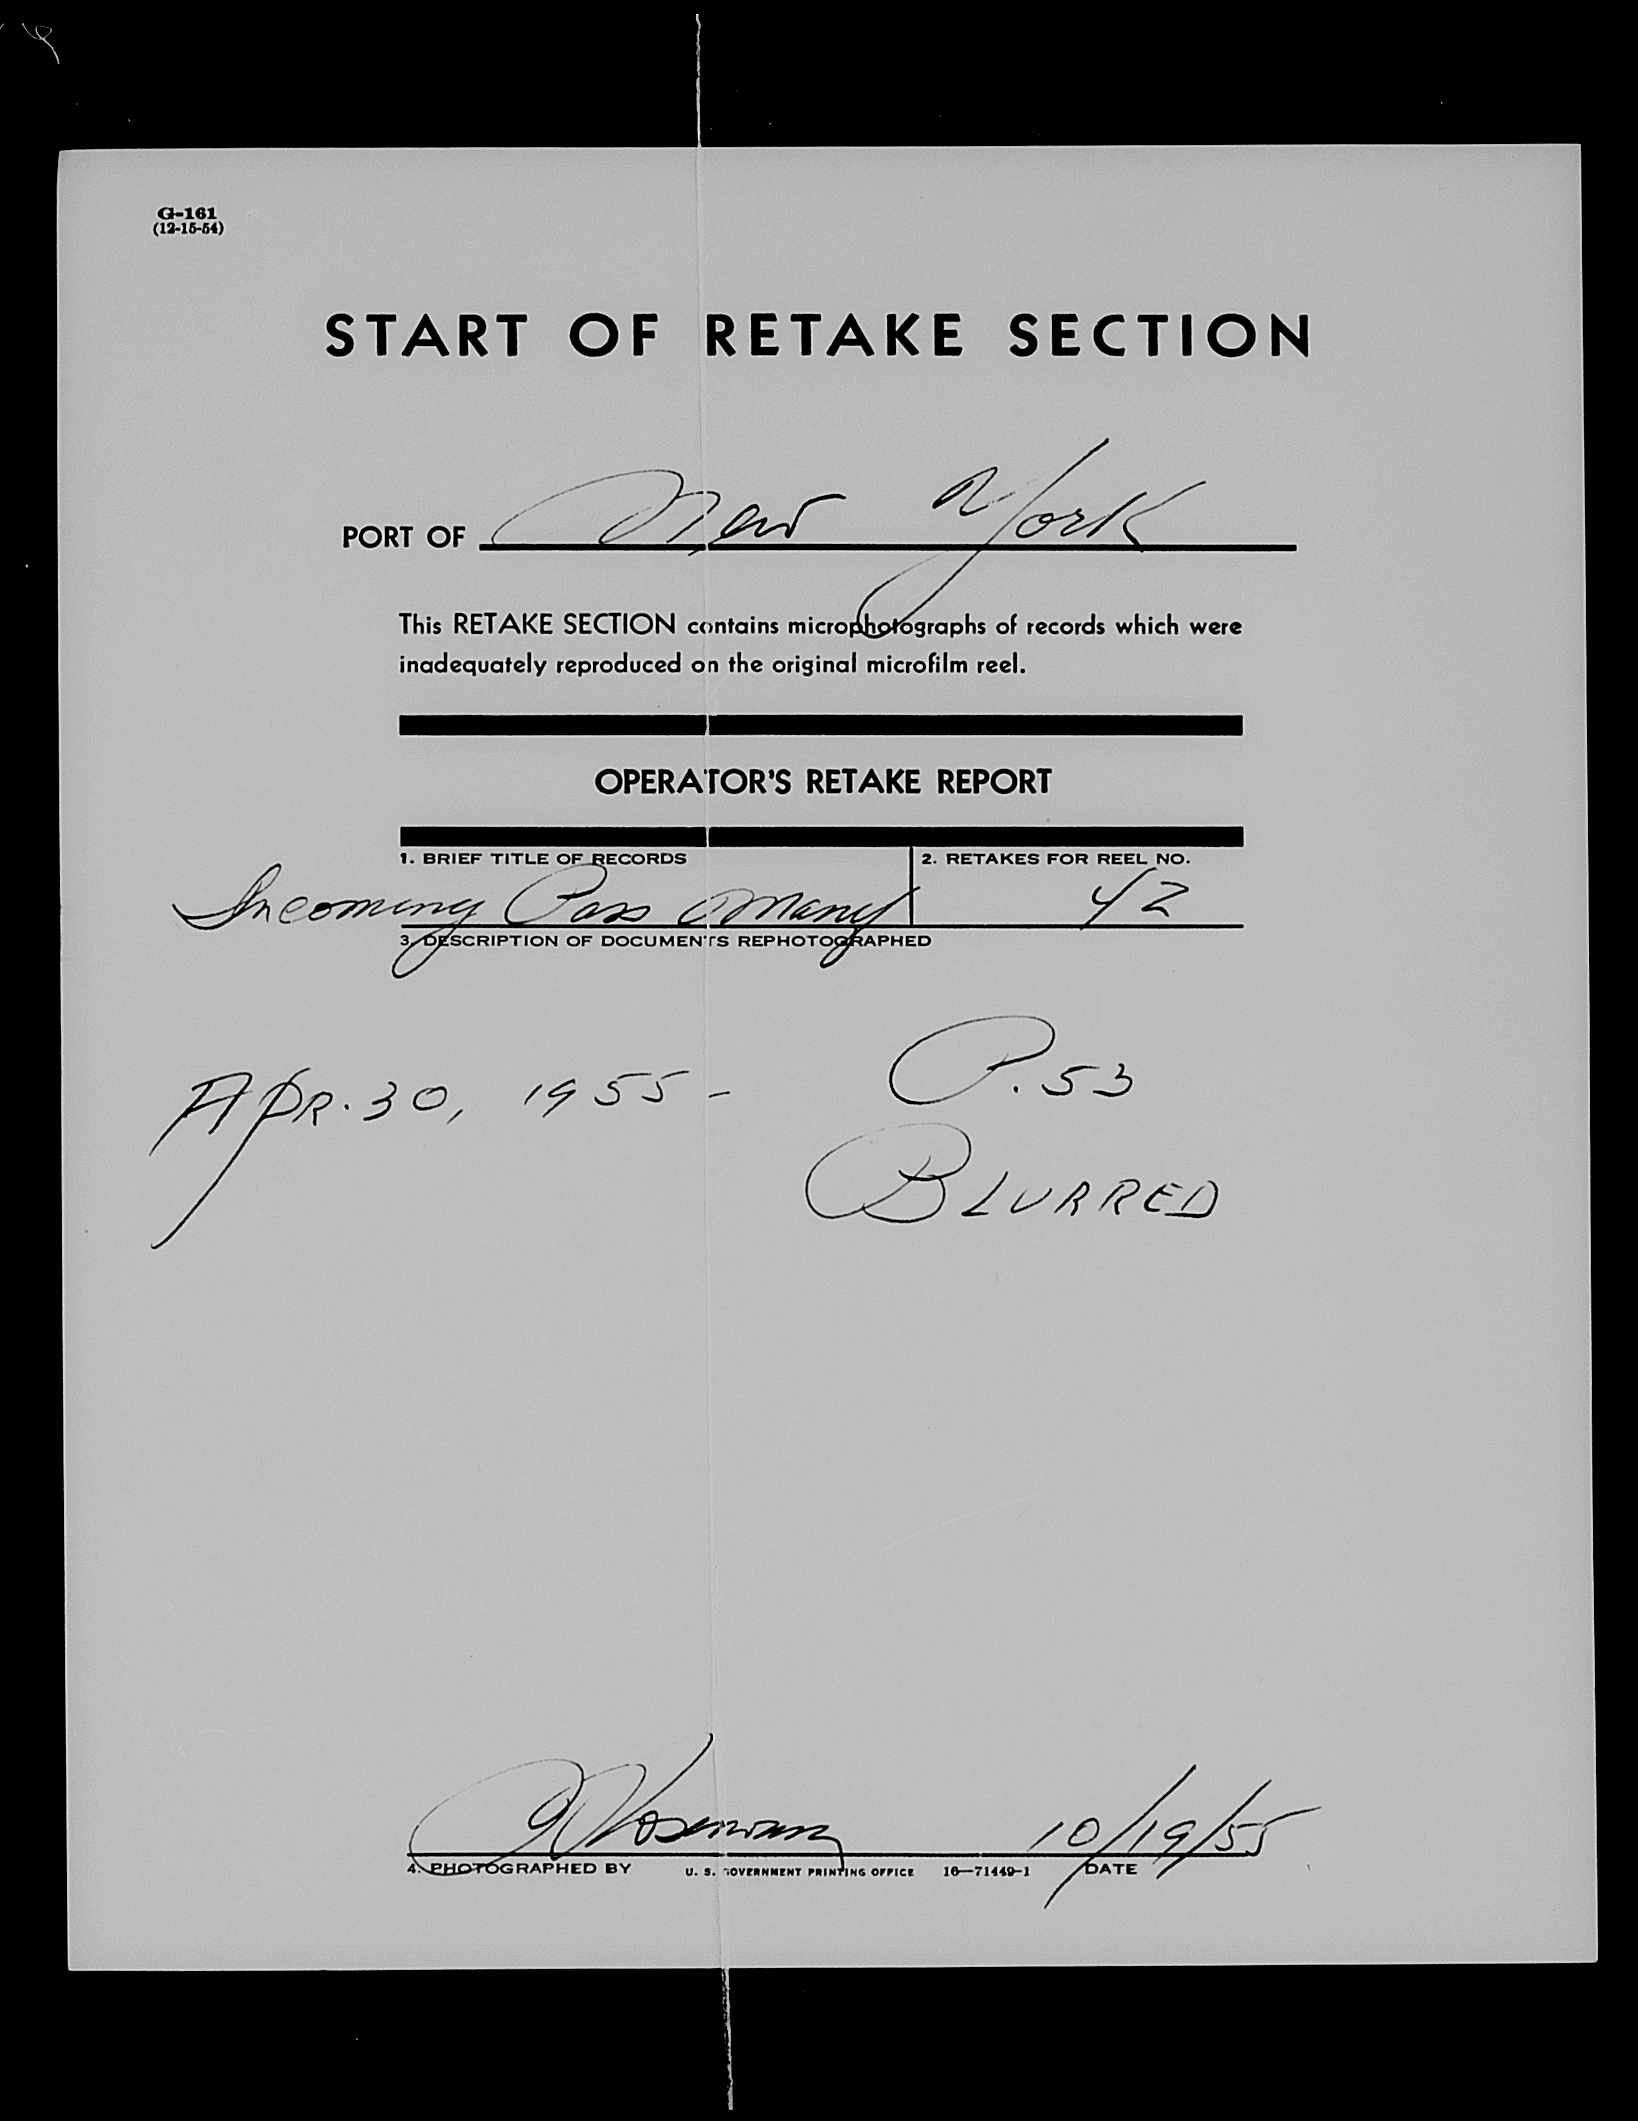 G-161
(12-15-54)
START OF RETAKE SECTION
PORT OF New York
This RETAKE SECTION contains microphotographs of records which were
inadequately reproduced on the original microfilm reel.
OPERATOR'S RETAKE REPORT
1. BRIEF TITLE OF RECORDS
2. RETAKES FOR REEL NO.
Incoming Pass Many 42
3. DESCRIPTION OF DOCUMENTS REPHOTOGRAPHED
APR. 30, 1955 - P. 53
BLURRED
10/19/55
4. PHOTOGRAPHED BY U. S. GOVERNMENT PRINTING OFFICE 16—71449-1 DATE